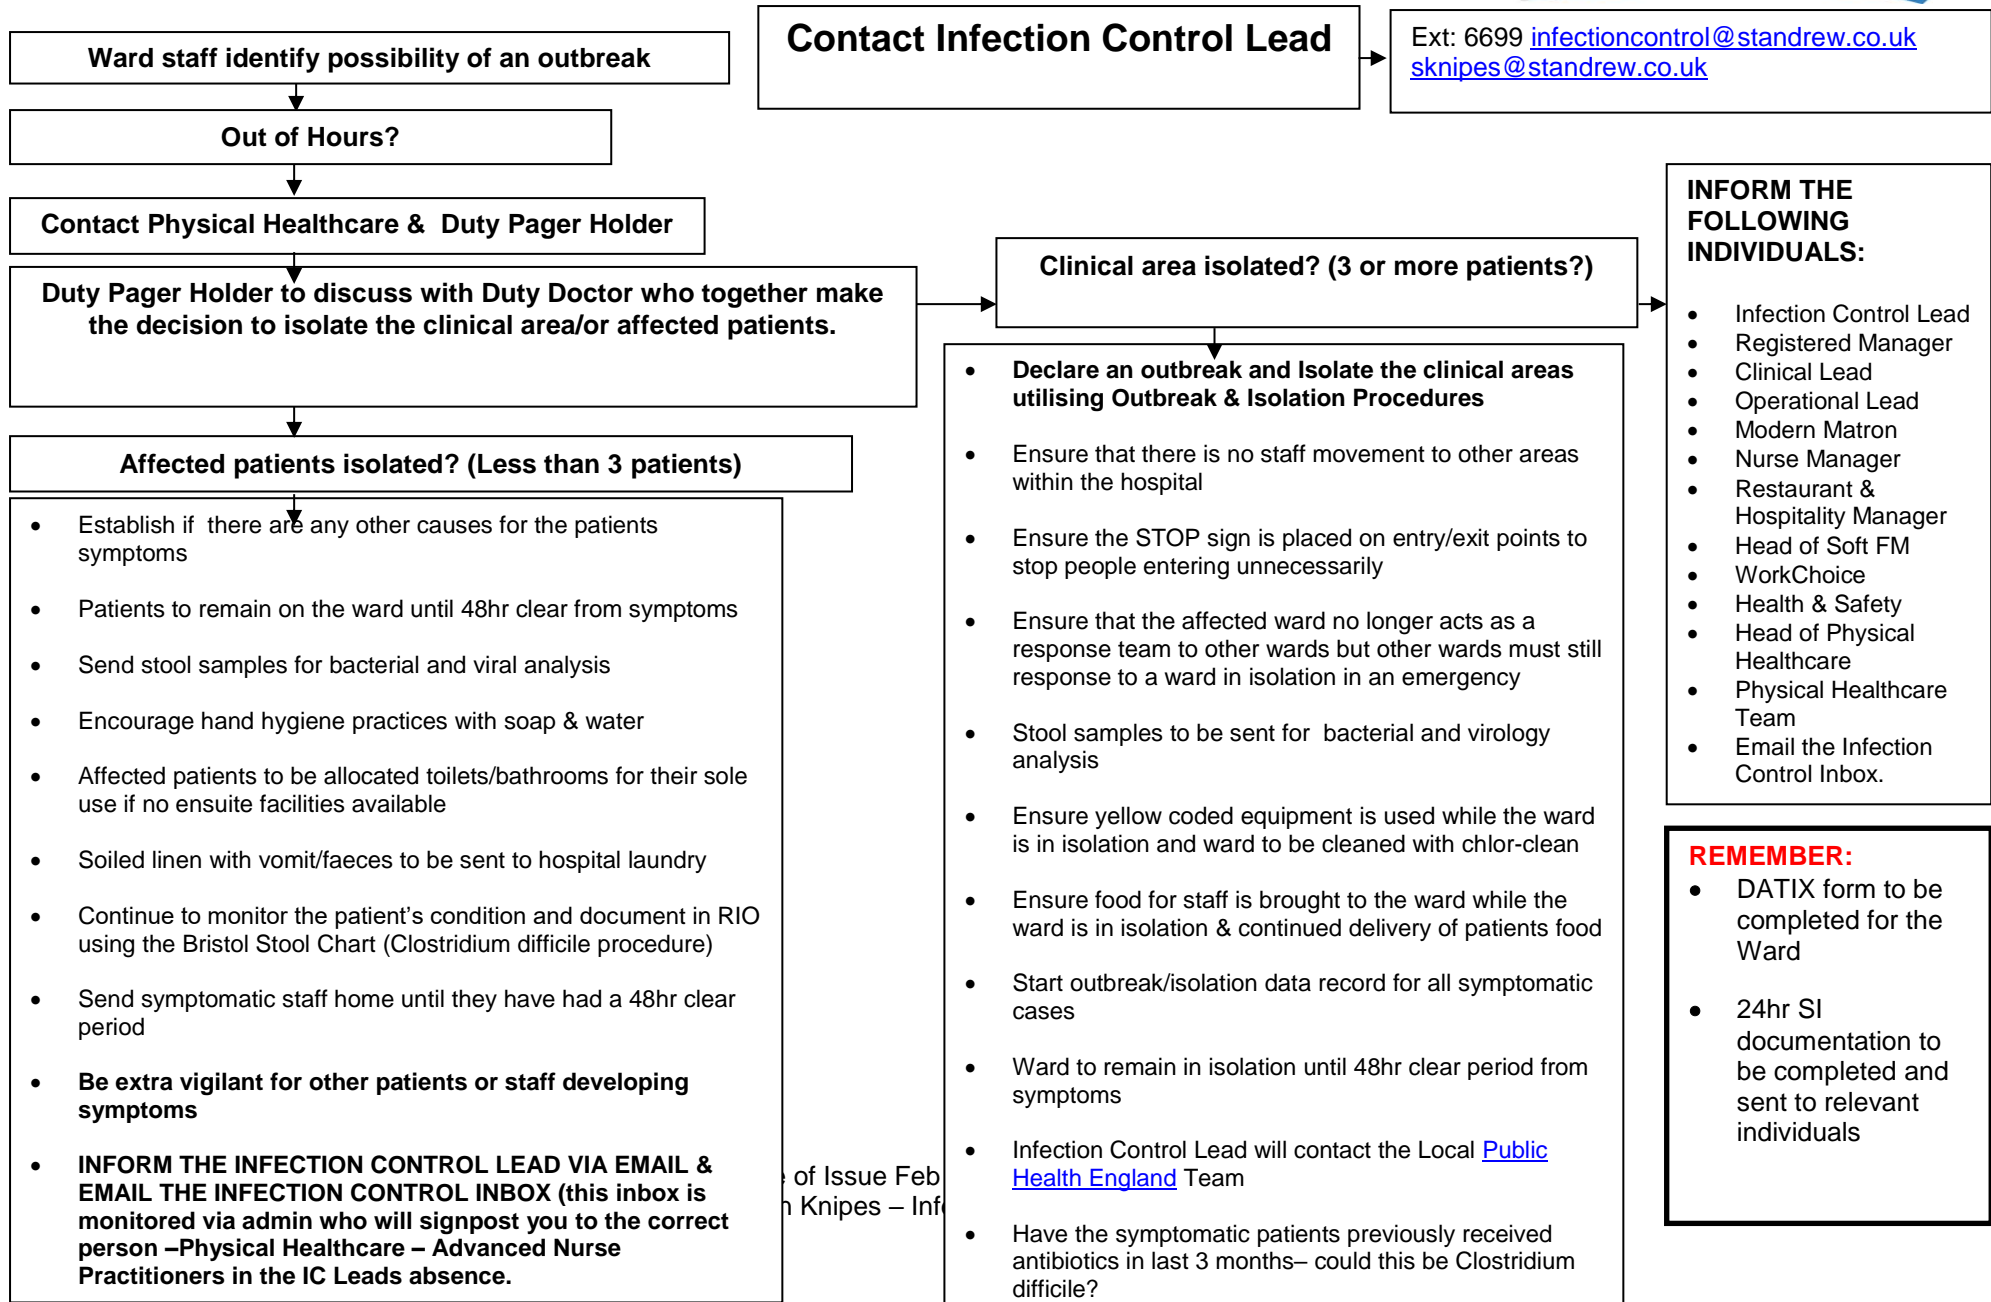 Contact Infection Control Lead
Ext: 6699 infectioncontrol@standrew.co.uk
sknipes@standrew.co.uk
Ward staff identify possibility of an outbreak
Out of Hours?
Contact Physical Healthcare & Duty Pager Holder
Duty Pager Holder to discuss with Duty Doctor who together make
the decision to isolate the clinical area/or affected patients.
Affected patients isolated? (Less than 3 patients)
• Establish if there are any other causes for the patients
symptoms
• Patients to remain on the ward until 48hr clear from symptoms
• Send stool samples for bacterial and viral analysis
• Encourage hand hygiene practices with soap & water
• Affected patients to be allocated toilets/bathrooms for their sole
use if no ensuite facilities available
• Soiled linen with vomit/faeces to be sent to hospital laundry
• Continue to monitor the patient's condition and document in RIO
using the Bristol Stool Chart (Clostridium difficile procedure)
• Send symptomatic staff home until they have had a 48hr clear
period
• Be extra vigilant for other patients or staff developing
symptoms
• INFORM THE INFECTION CONTROL LEAD VIA EMAIL &
EMAIL THE INFECTION CONTROL INBOX (this inbox is
monitored via admin who will signpost you to the correct
person –Physical Healthcare – Advanced Nurse
Practitioners in the IC Leads absence.
of Issue Feb
Knipes –
Clinical area isolated? (3 or more patients?)
• Declare an outbreak and Isolate the clinical areas
utilising Outbreak & Isolation Procedures
• Ensure that there is no staff movement to other areas
within the hospital
• Ensure the STOP sign is placed on entry/exit points to
stop people entering unnecessarily
• Ensure that the affected ward no longer acts as a
response team to other wards but other wards must still
response to a ward in isolation in an emergency
• Stool samples to be sent for bacterial and virology
analysis
• Ensure yellow coded equipment is used while the ward
is in isolation and ward to be cleaned with chlor-clean
• Ensure food for staff is brought to the ward while the
ward is in isolation & continued delivery of patients food
• Start outbreak/isolation data record for all symptomatic
cases
• Ward to remain in isolation until 48hr clear period from
symptoms
• Infection Control Lead will contact the Local Public
Health England Team
• Have the symptomatic patients previously received
antibiotics in last 3 months– could this be Clostridium
difficile?
INFORM THE
FOLLOWING
INDIVIDUALS:
• Infection Control Lead
• Registered Manager
• Clinical Lead
• Operational Lead
• Modern Matron
• Nurse Manager
• Restaurant &
Hospitality Manager
• Head of Soft FM
• WorkChoice
• Health & Safety
• Head of Physical
Healthcare
• Physical Healthcare
Team
• Email the Infection
Control Inbox.
REMEMBER:
• DATIX form to be
completed for the
Ward
• 24hr SI
documentation to
be completed and
sent to relevant
individuals